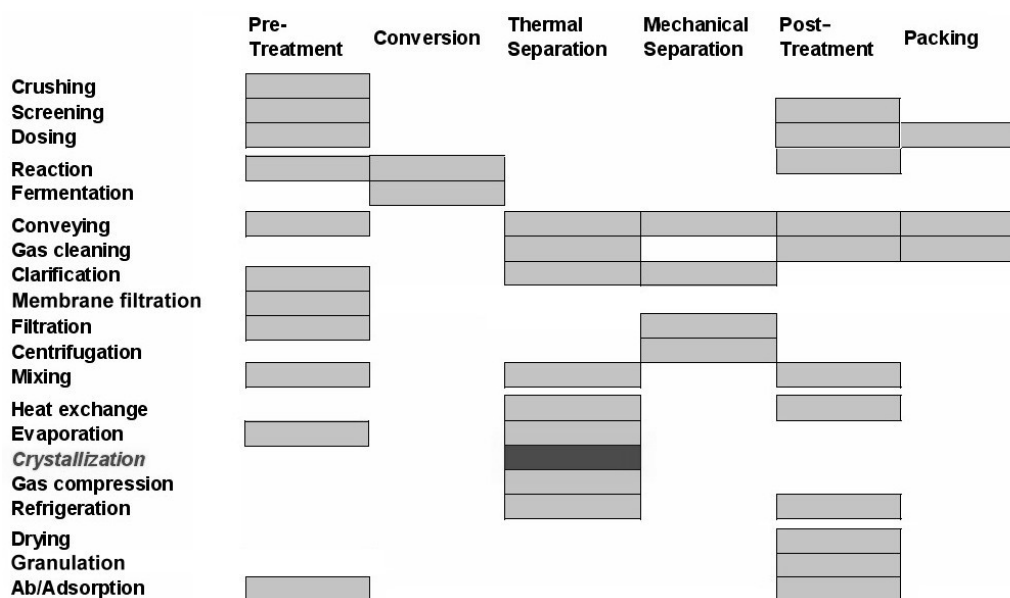 Pre-
Treatment
Conversion
Thermal
Separation
Mechanical
Separation
Post–
Treatment
Packing
Crushing
Screening
Dosing
Reaction
Fermentation
Conveying
Gas cleaning
Clarification
Membrane filtration
Filtration
Centrifugation
Mixing
Heat exchange
Evaporation
Crystallization
Gas compression
Refrigeration
Drying
Granulation
Ab/Adsorption